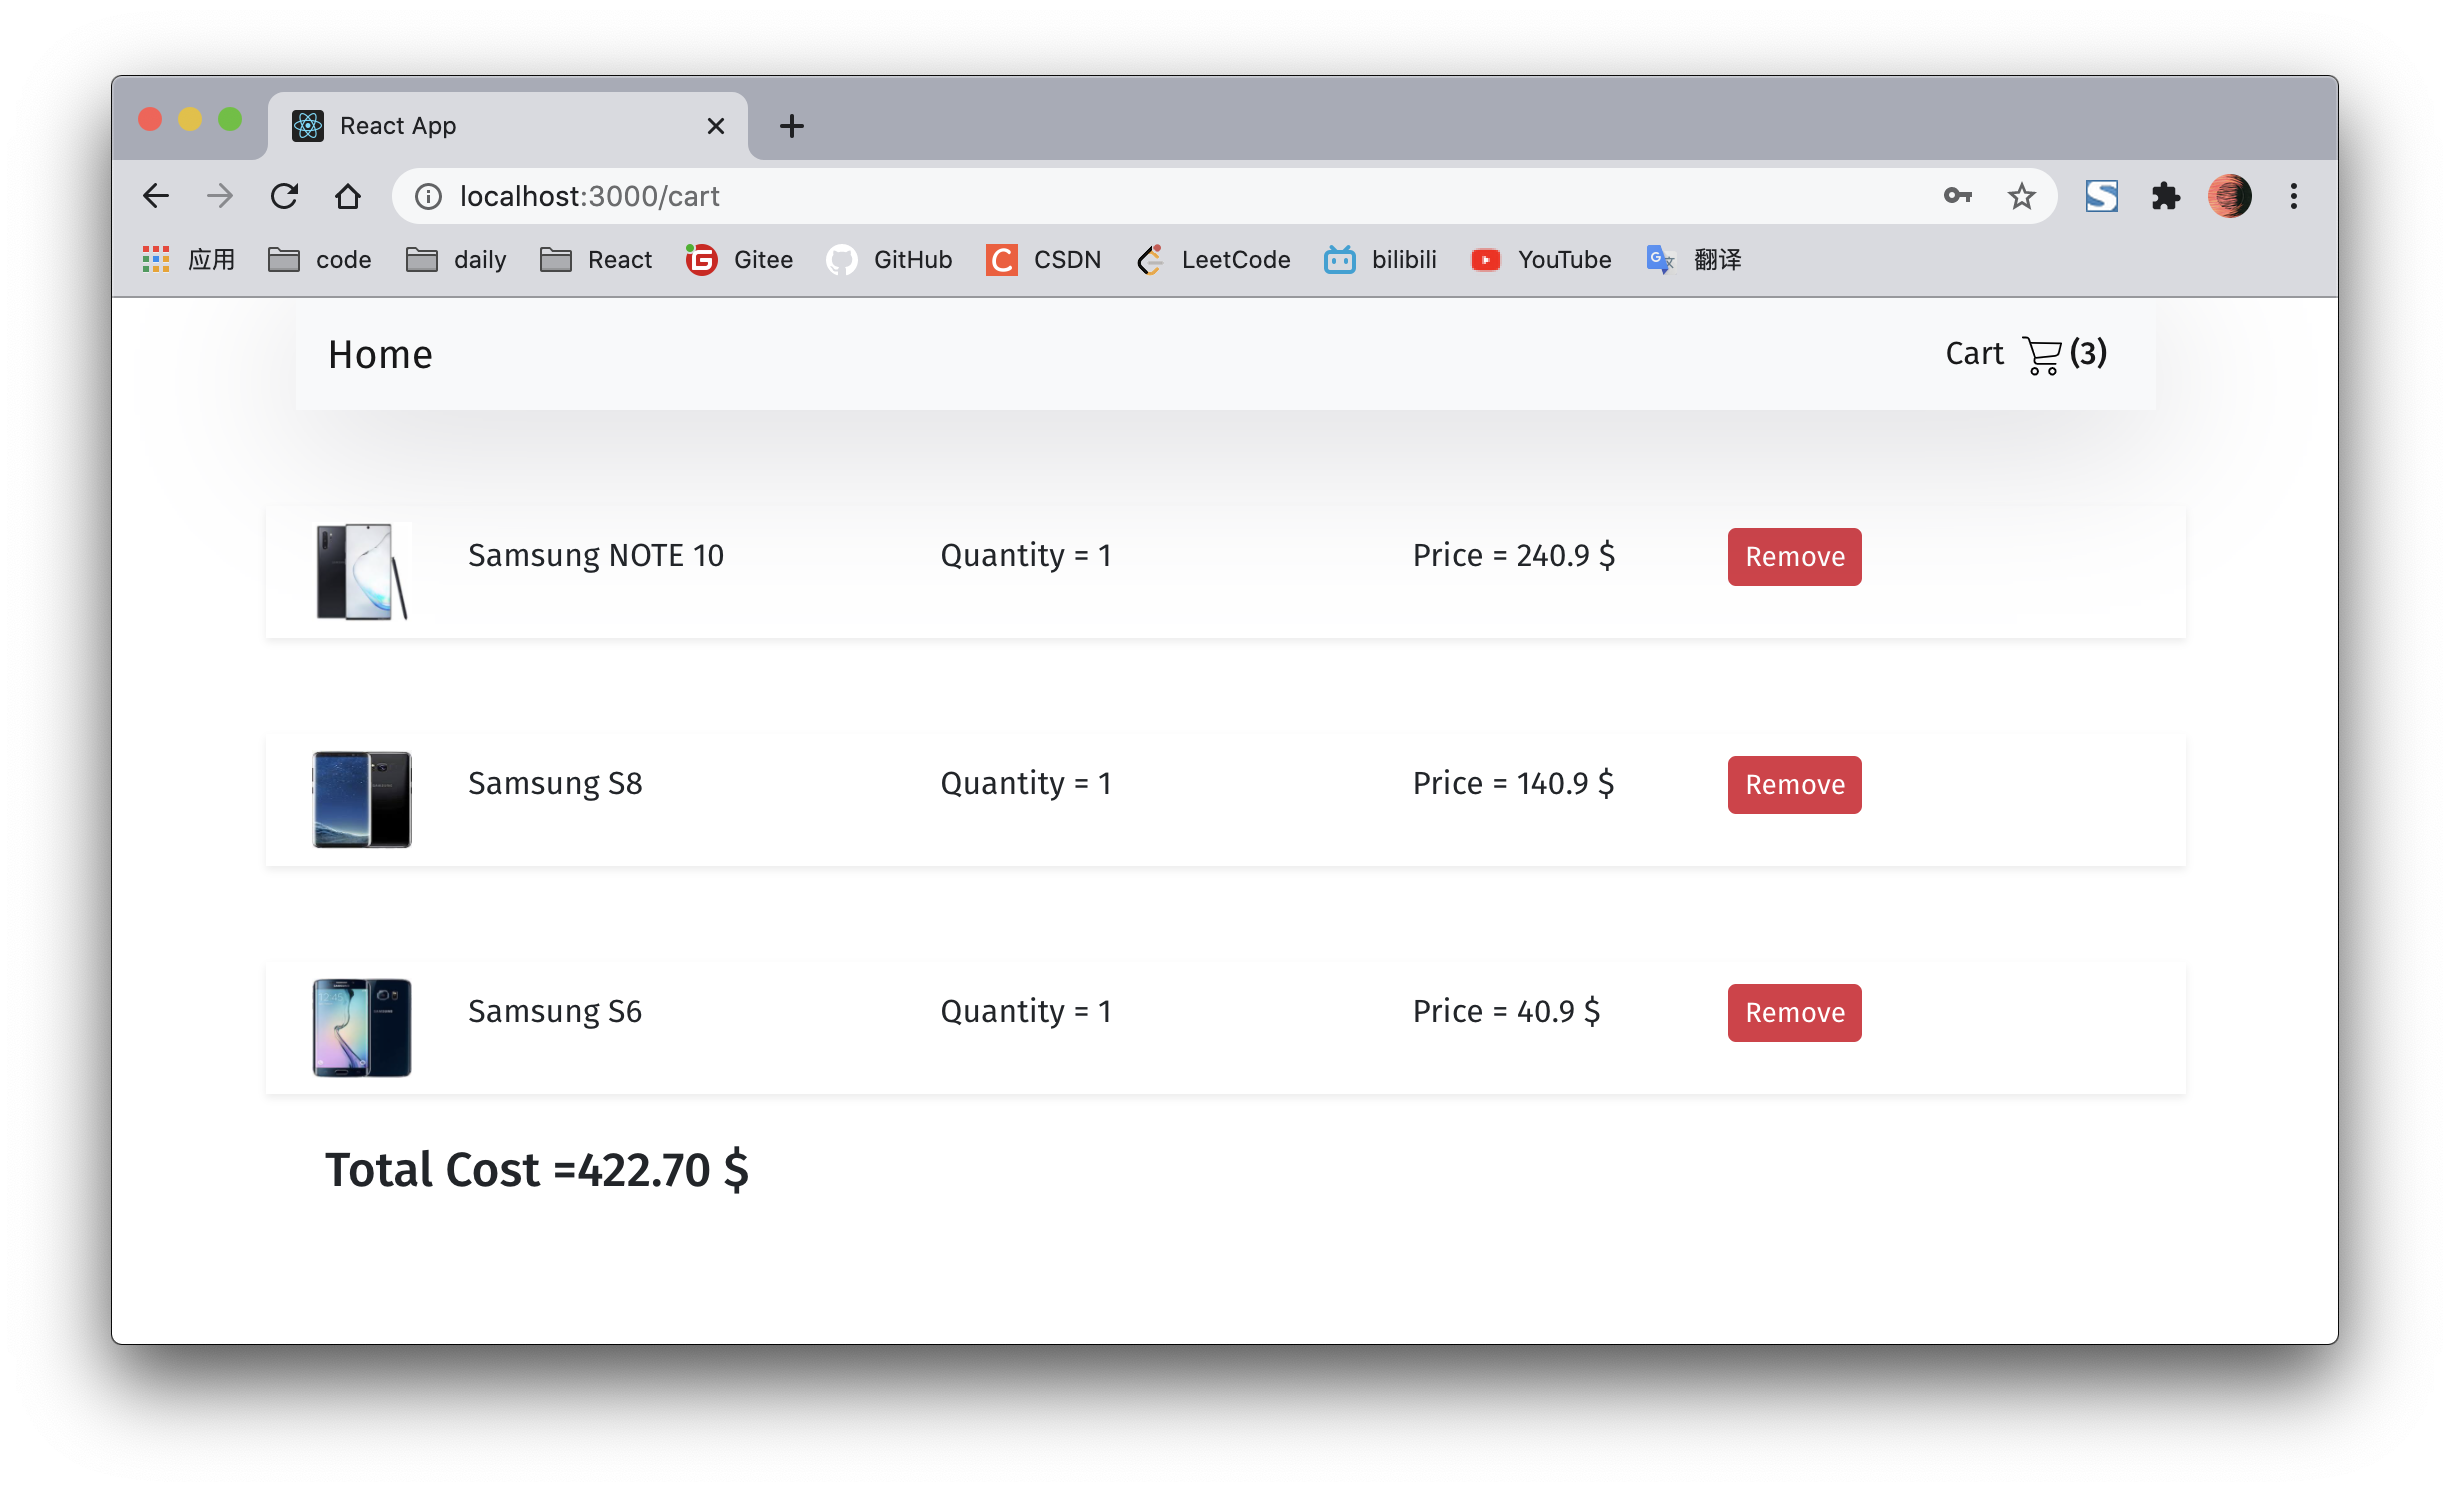 React App
localhost:3000/cart
应用 code daily React Gitee GitHub CSDN LeetCode bilibili YouTube 翻译
Home Cart (3)
Samsung NOTE 10 Quantity = 1 Price = 240.9 $ Remove
Samsung S8 Quantity = 1 Price = 140.9 $ Remove
Samsung S6 Quantity = 1 Price = 40.9 $ Remove
Total Cost =422.70 $